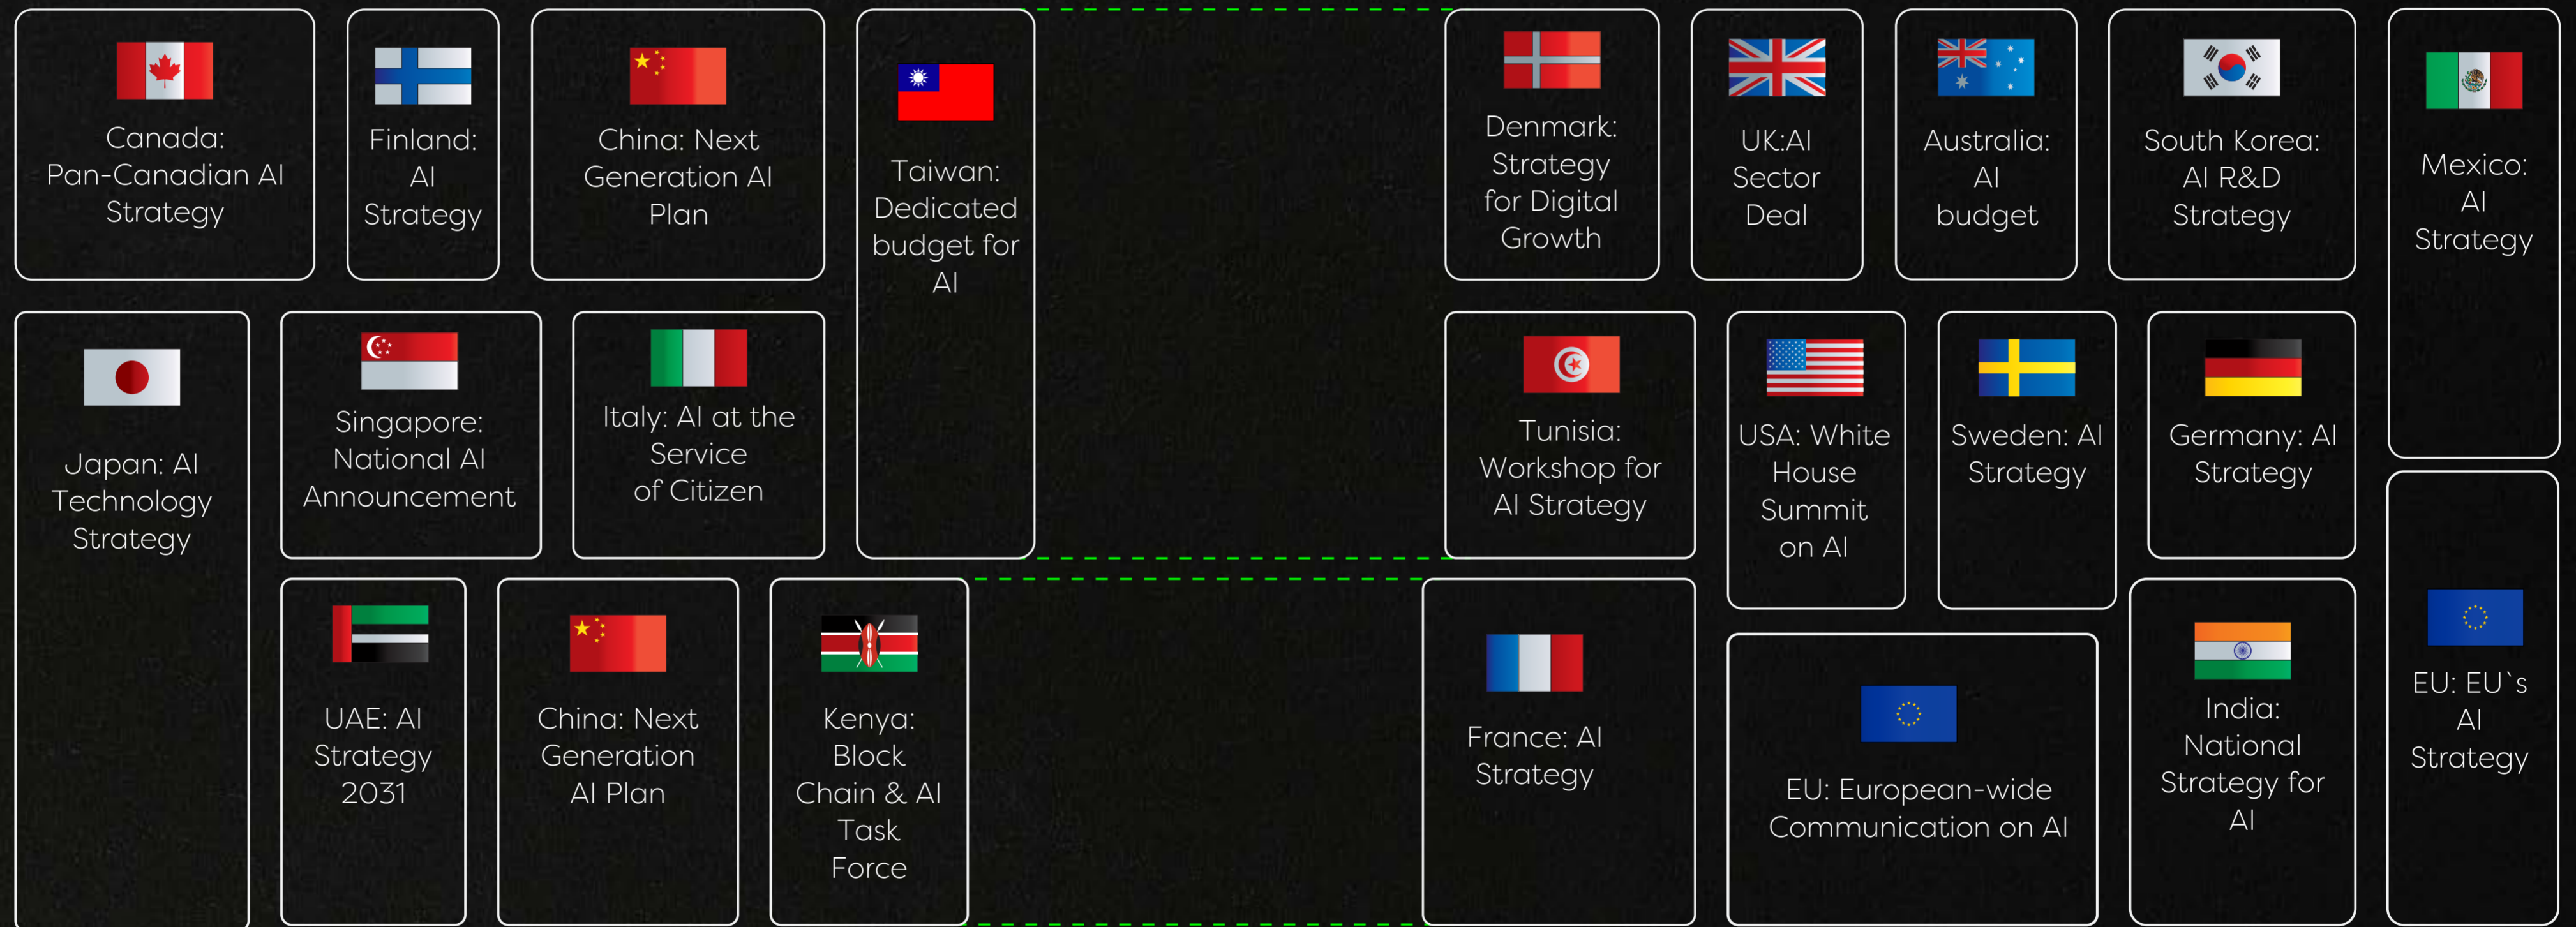 Canada:
Pan-Canadian AI
Strategy
Finland:
AI
Strategy
China: Next
Generation AI
Plan
Taiwan:
Dedicated
budget for
AI
Denmark:
Strategy
for Digital
Growth
UK:AI
Sector
Deal
Australia:
AI
budget
South Korea:
AI R&D
Strategy
Mexico:
AI
Strategy
Japan: AI
Technology
Strategy
Singapore:
National AI
Announcement
Italy: AI at the
Service
of Citizen
Tunisia:
Workshop for
AI Strategy
USA: White
House
Summit
on AI
Sweden: AI
Strategy
Germany: AI
Strategy
UAE: AI
Strategy
2031
China: Next
Generation
AI Plan
Kenya:
Block
Chain & AI
Task
Force
France: AI
Strategy
EU: European-wide
Communication on AI
India:
National
Strategy for
AI
EU: EU`s
AI
Strategy